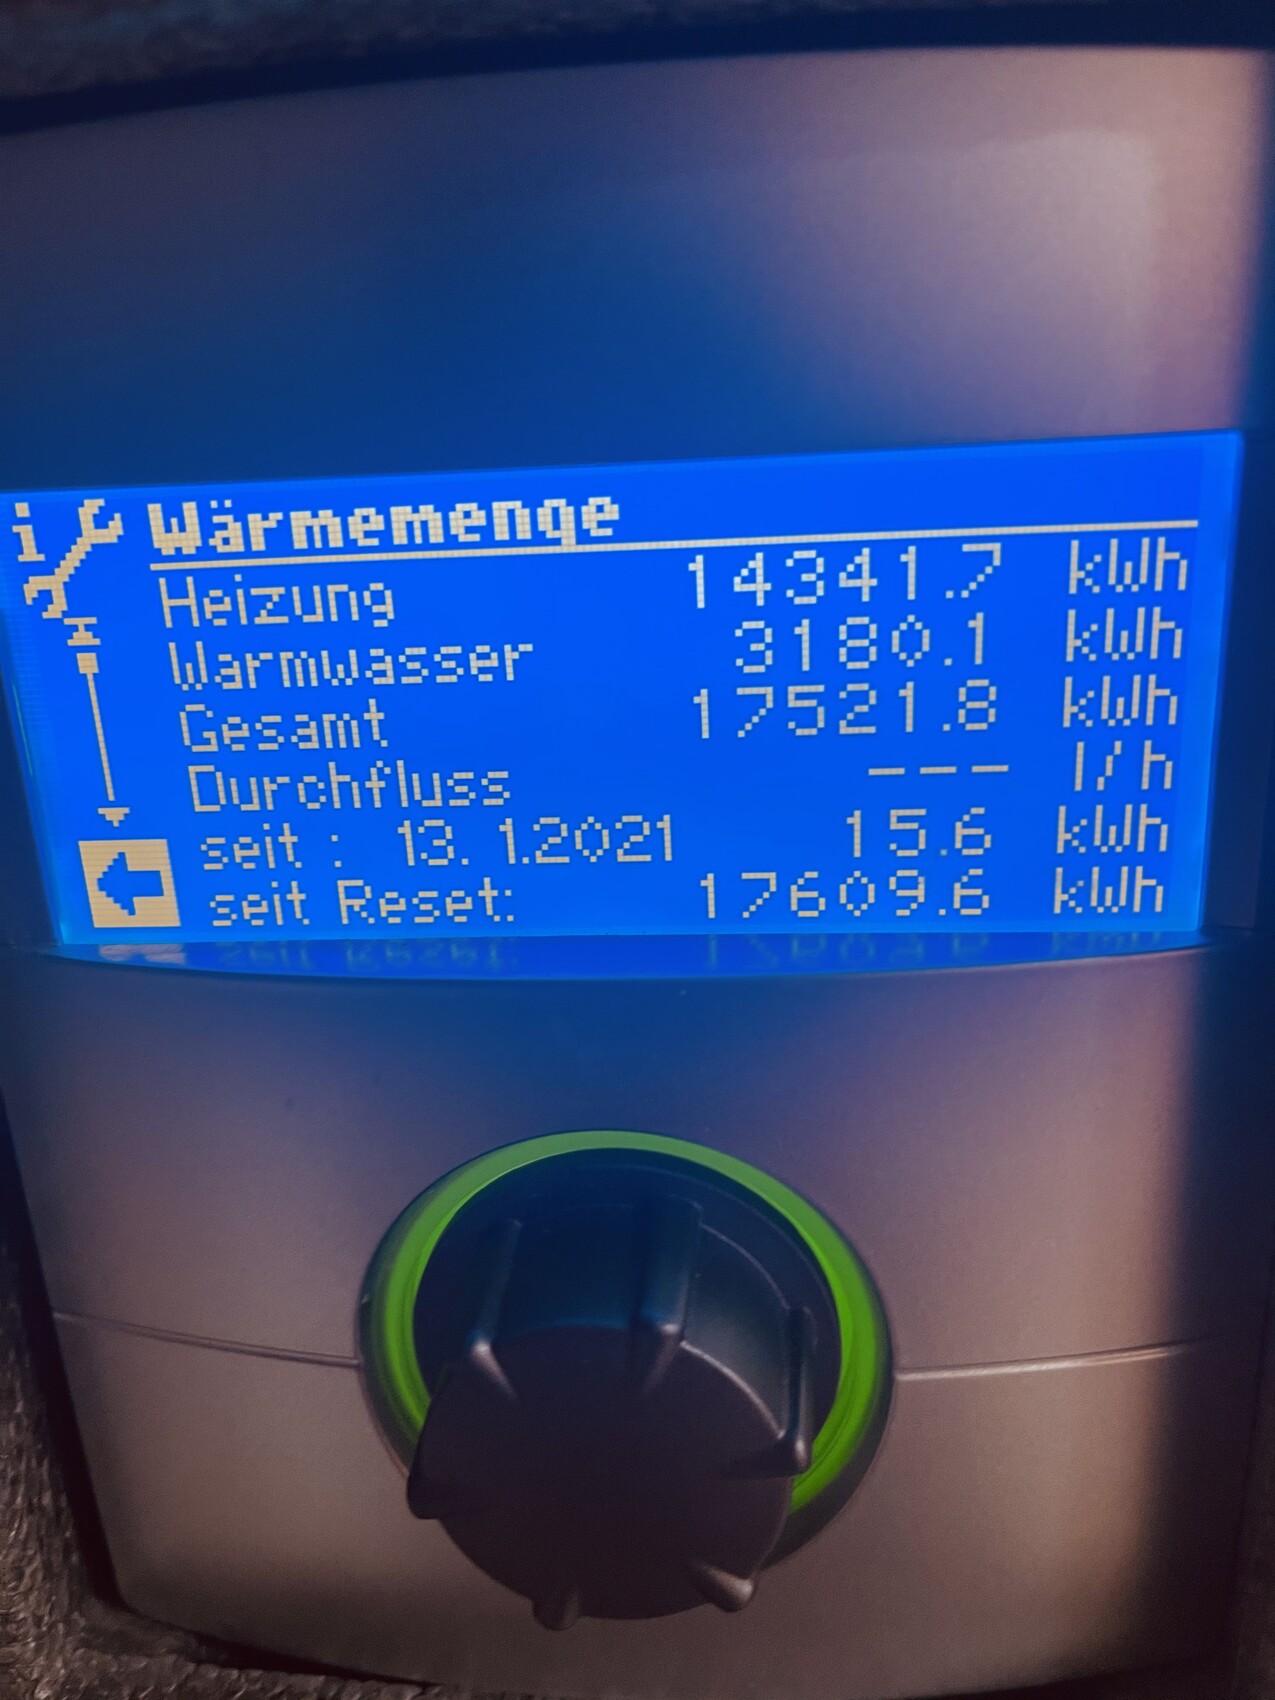 Wärmemenge
Heizung 14341.7 kWh
Warmwasser 3180.1 kWh
Gesamt 17521.8 kWh
Durchfluss --- l/h
seit : 13. 1.2021 15.6 kWh
seit Reset: 17609.6 kWh